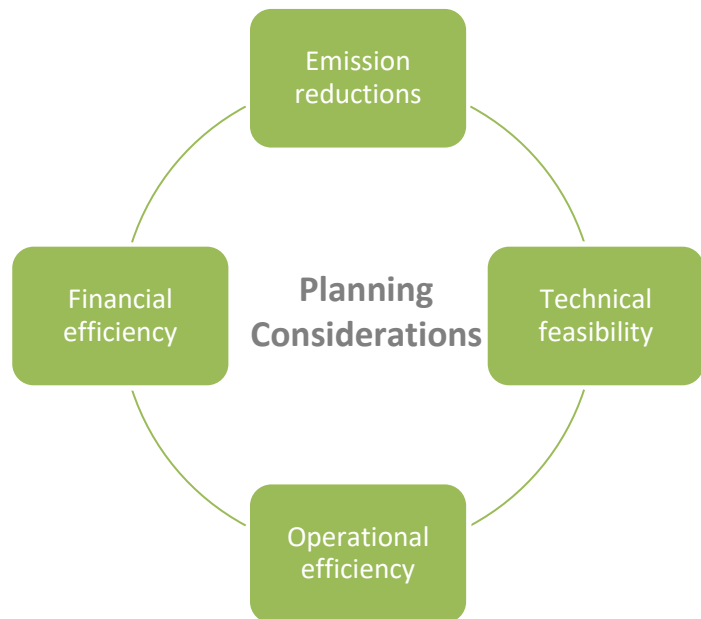 Emission
reductions
Financial
efficiency
Planning
Considerations
Technical
feasibility
Operational
efficiency